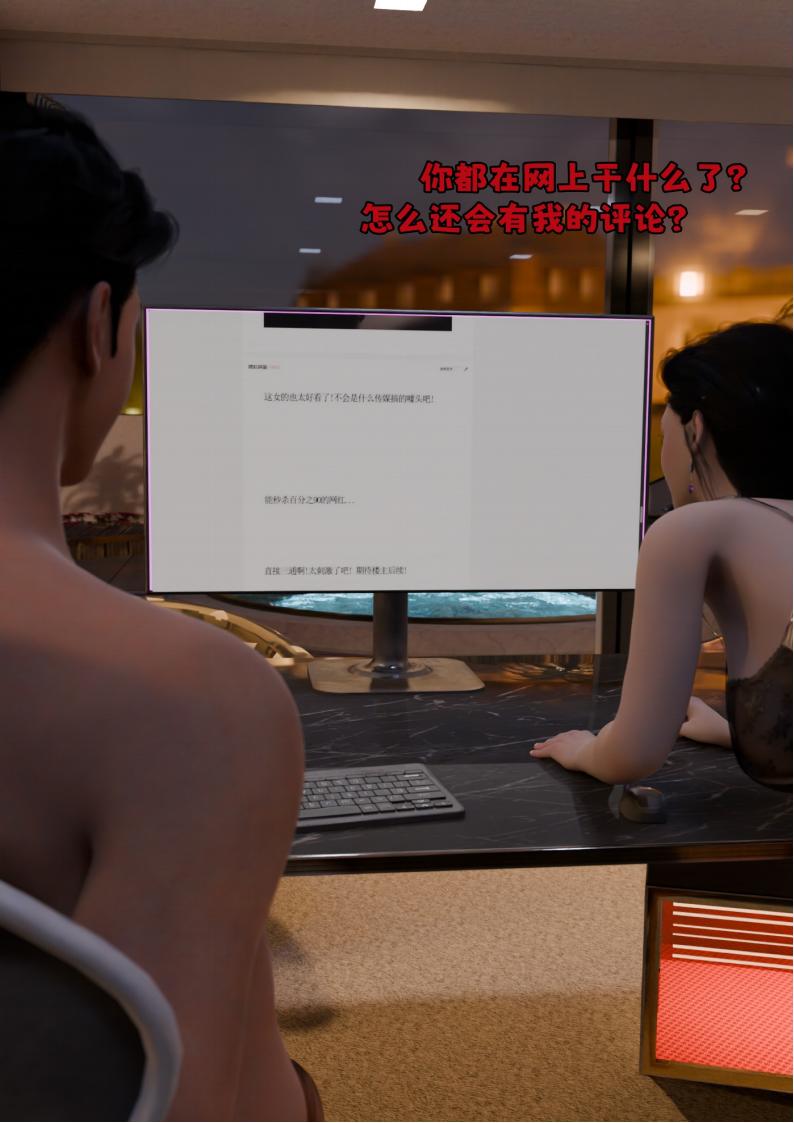 你都在网上干什么了？
怎么还会有我的评论？
这女的也太好看了！不会是什么传媒搞的噱头吧！
能秒杀百分之90的网红...
直接三通啊！太刺激了吧！期待楼主后续！